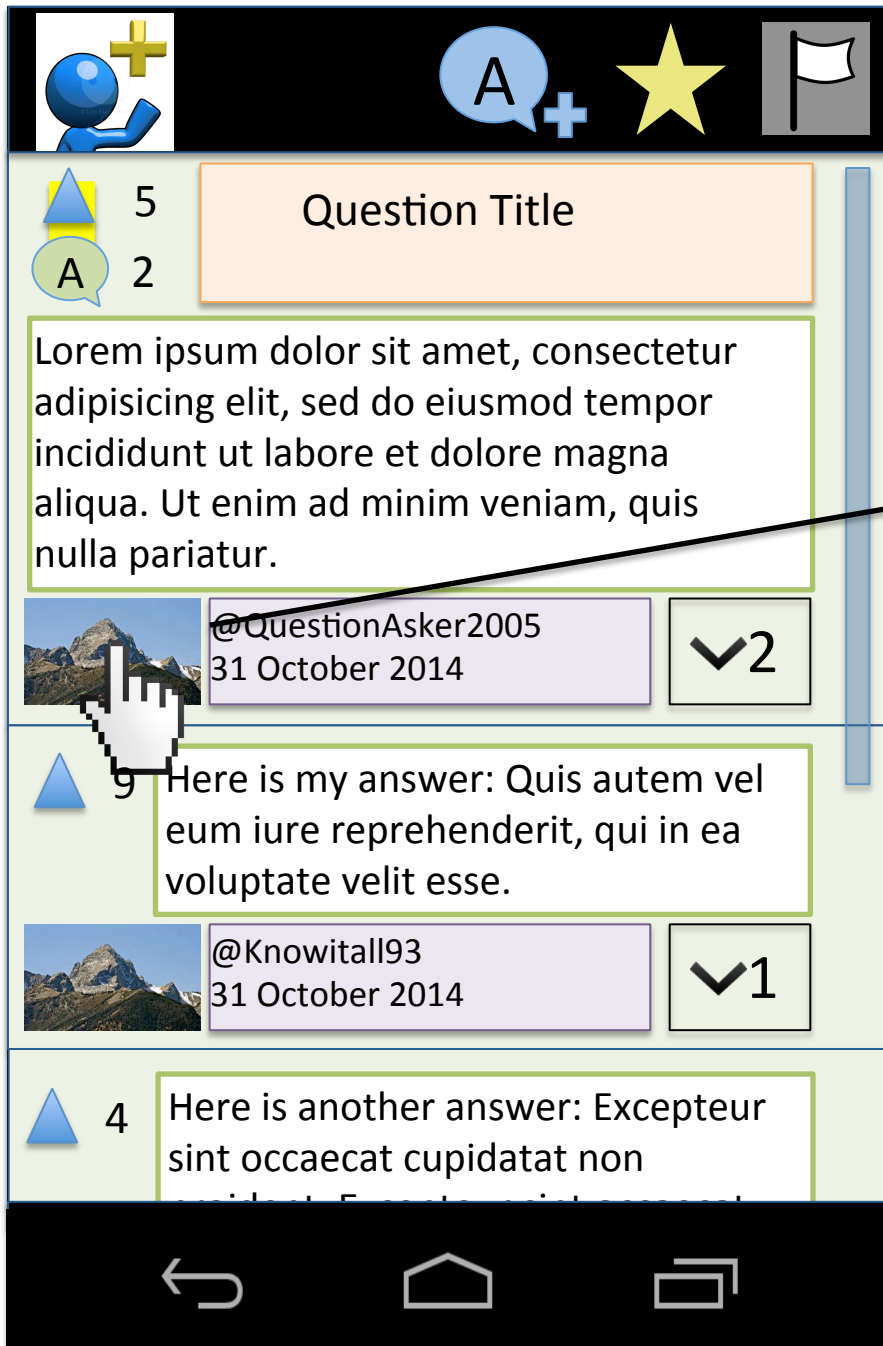 A
5
Question Title
A
2
Lorem ipsum dolor sit amet, consectetur
adipisicing elit, sed do eiusmod tempor
incididunt ut labore et dolore magna
aliqua. Ut enim ad minim veniam, quis
nulla pariatur.
@QuestionAsker2005
31 October 2014
2
9
Here is my answer: Quis autem vel
eum iure reprehenderit, qui in ea
voluptate velit esse.
@Knowitall93
31 October 2014
1
4
Here is another answer: Excepteur
sint occaecat cupidatat non